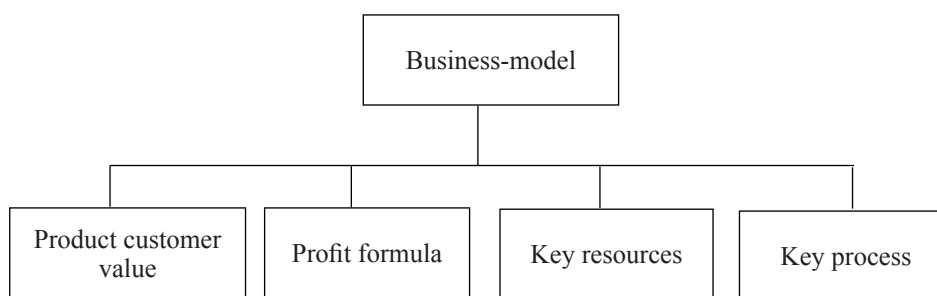 Business-model
Product customer
value
Profit formula
Key resources
Key process